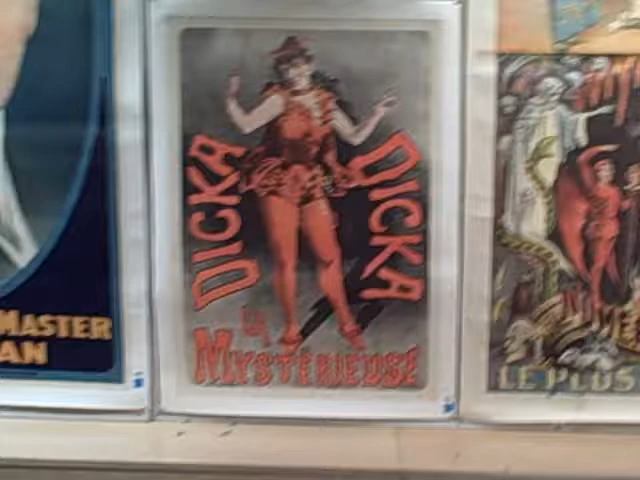 MASTER
AN
DICKA
DICKA
la
MYSTERIEUSE
LE PLUS